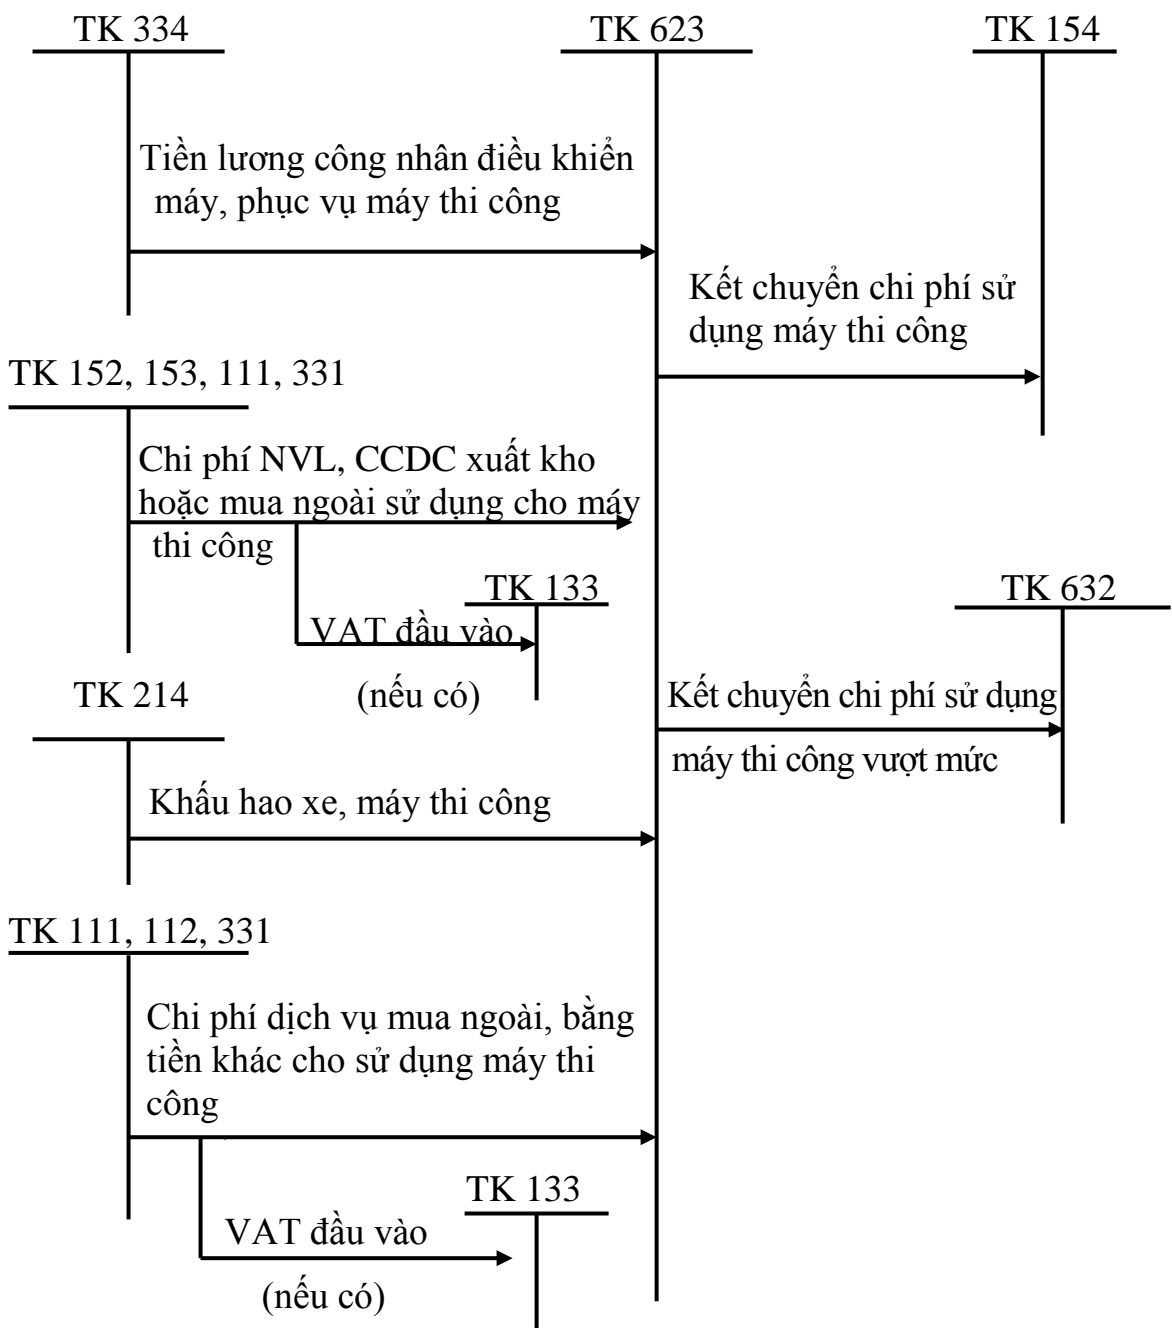 TK 334
TK 623
TK 154
Tiền lương công nhân điều khiển
máy, phục vụ máy thi công
Kết chuyển chi phí sử
dụng máy thi công
TK 152, 153, 111, 331
Chi phí NVL, CCDC xuất kho
hoặc mua ngoài sử dụng cho máy
thi công
TK 133
VAT đầu vào
(nếu có)
TK 632
Kết chuyển chi phí sử dụng
máy thi công vượt mức
TK 214
Khấu hao xe, máy thi công
TK 111, 112, 331
Chi phí dịch vụ mua ngoài, bằng
tiền khác cho sử dụng máy thi
công
TK 133
VAT đầu vào
(nếu có)